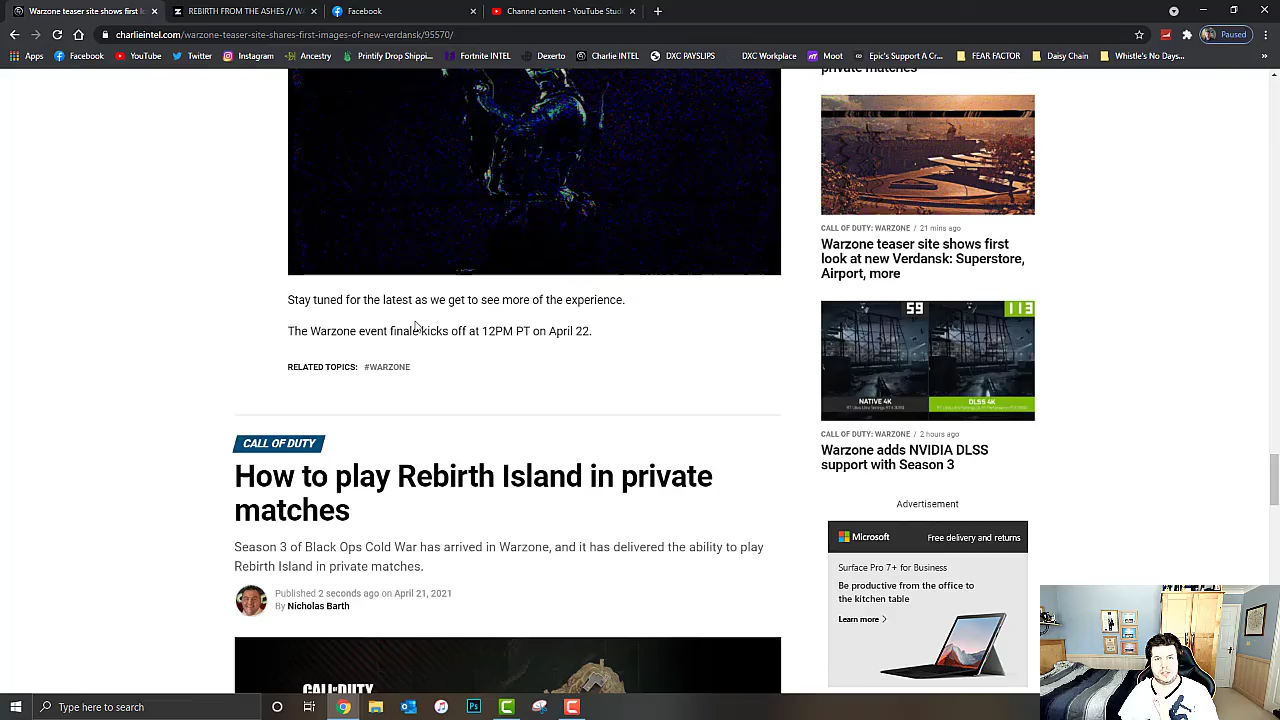 Warzone teaser site shares first i
REBIRTH FROM THE ASHES // WA
Facebook
Channel content - YouTube Studi
charlieintel.com/warzone-teaser-site-shares-first-images-of-new-verdansk/95570/
Paused
Apps
Facebook
YouTube
Twitter
Instagram
Ancestry
Printify Drop Shippi...
Fortnite INTEL
Dexerto
Charlie INTEL
DXC PAYSLIPS
DXC Workplace
Moot
Epic's Support A Cr...
FEAR FACTOR
Daisy Chain
Whistle's No Days...
»
private matches
CALL OF DUTY: WARZONE / 21 mins ago
Warzone teaser site shows first
look at new Verdansk: Superstore,
Airport, more
Stay tuned for the latest as we get to see more of the experience.
The Warzone event finale kicks off at 12PM PT on April 22.
RELATED TOPICS: #WARZONE
59
113
NATIVE 4K
DLSS 4K
CALL OF DUTY: WARZONE / 2 hours ago
Warzone adds NVIDIA DLSS
support with Season 3
CALL OF DUTY
How to play Rebirth Island in private
matches
Season 3 of Black Ops Cold War has arrived in Warzone, and it has delivered the ability to play
Rebirth Island in private matches.
Published 2 seconds ago on April 21, 2021
By Nicholas Barth
CALL OF DUTY
Advertisement
Microsoft
Free delivery and returns
Surface Pro 7+ for Business
Be productive from the office to
the kitchen table
Learn more
Type here to search